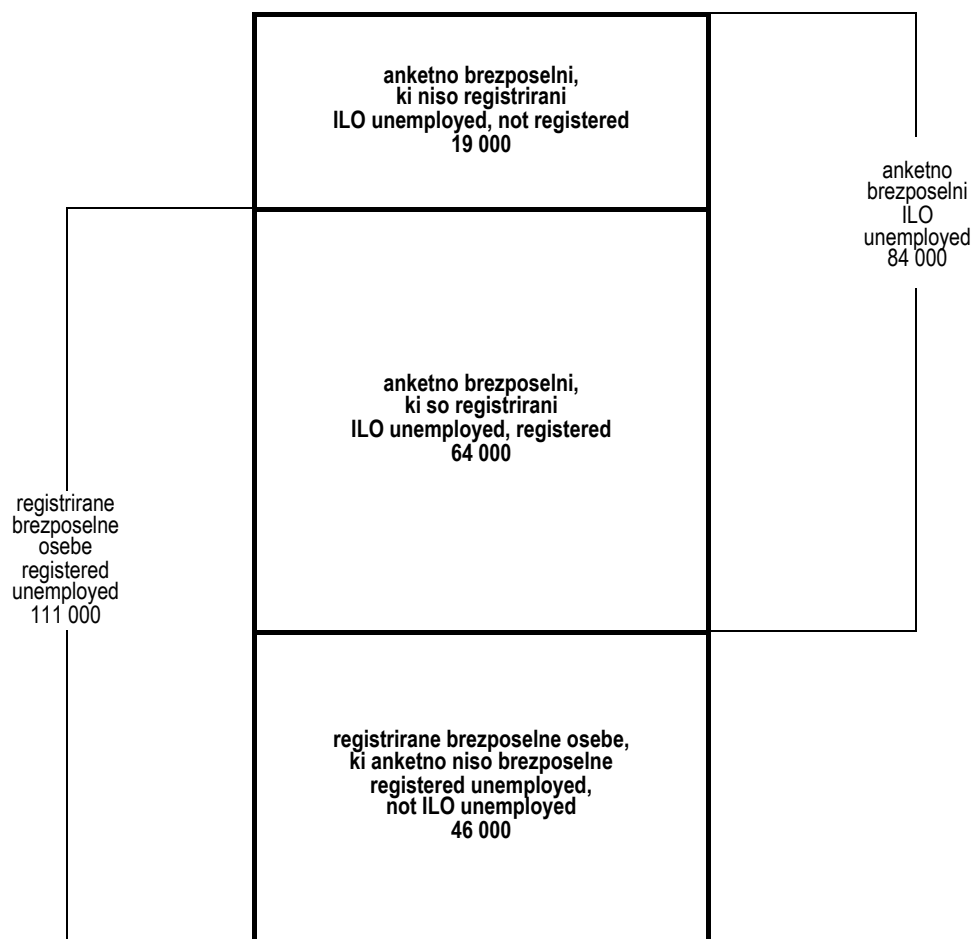 anketno brezposelni,
ki niso registrirani
ILO unemployed, not registered
19 000
anketno
brezposelni
ILO
unemployed
84 000
anketno brezposelni,
ki so registrirani
ILO unemployed, registered
64 000
registrirane
brezposelne
osebe
registered
unemployed
111 000
registrirane brezposelne osebe,
ki anketno niso brezposelne
registered unemployed,
not ILO unemployed
46 000